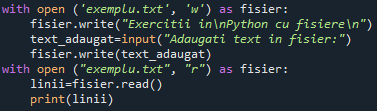 with open ('exemplu.txt', 'w') as fisier:
    fisier.write("Exercitii in\nPython cu fisiere\n")
    text_adaugat=input("Adaugati text in fisier:")
    fisier.write(text_adaugat)
with open ("exemplu.txt", "r") as fisier:
    linii=fisier.read()
    print(linii)